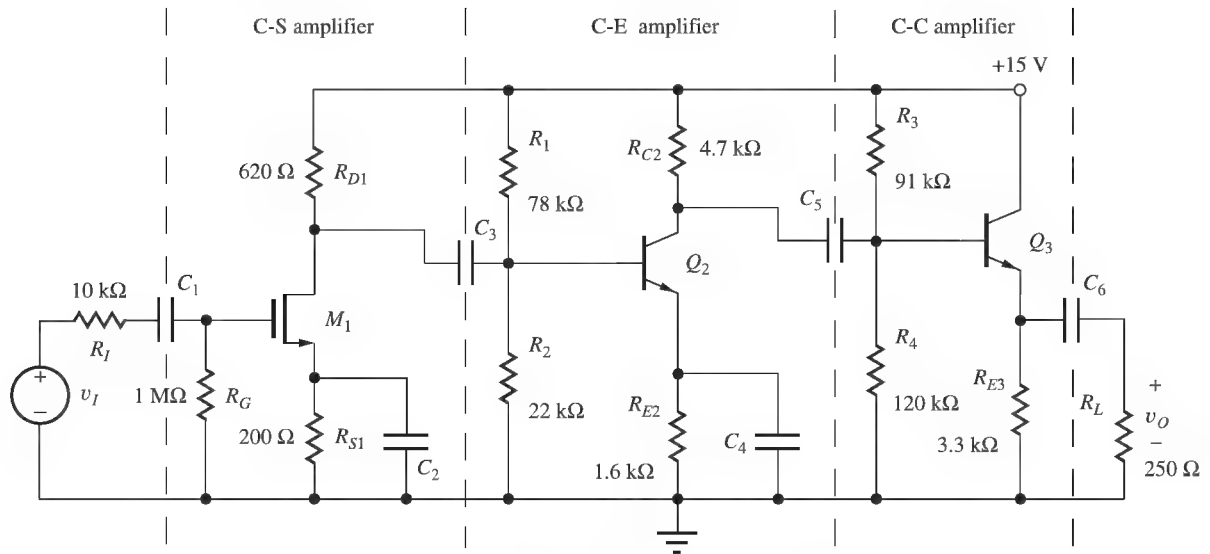 C-S amplifier
C-E amplifier
C-C amplifier
+15 V
R1
RC2 4.7 kΩ
R3
620 Ω RD1
78 kΩ
91 kΩ
C3
C5
Q2
Q3
10 kΩ
C1
C6
RI
M1
R2
R4
+
vI
−
1 MΩ RG
22 kΩ
RE2
RE3
RL
+
vO
−
200 Ω RS1
C2
120 kΩ
C4
1.6 kΩ
3.3 kΩ
250 Ω